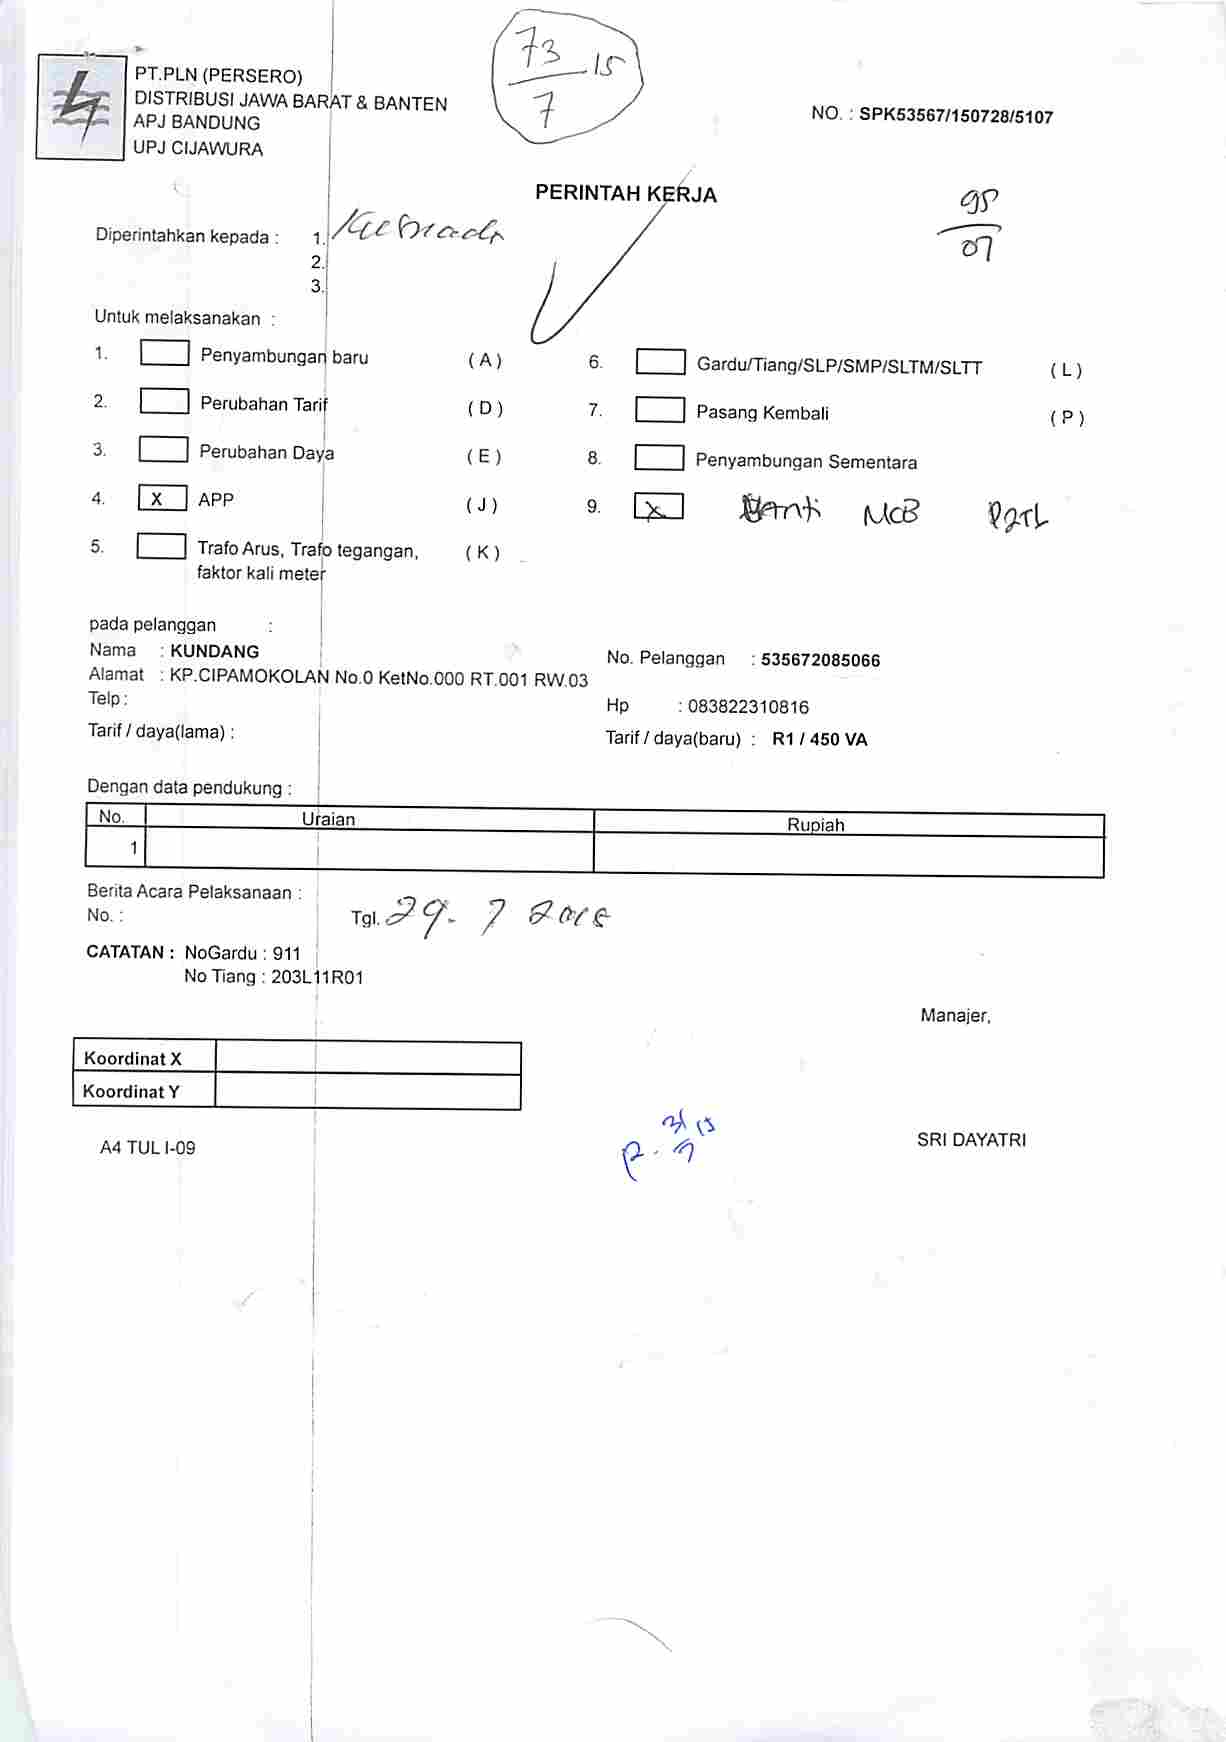 73 15
7
PT.PLN (PERSERO)
DISTRIBUSI JAWA BARAT & BANTEN
APJ BANDUNG
UPJ CIJAWURA
NO. : SPK53567/150728/5107
PERINTAH KERJA
95
07
Diperintahkan kepada : 1.
2.
3.
Untuk melaksanakan :
1. Penyambungan baru ( A )
2. Perubahan Tarif ( D )
3. Perubahan Daya ( E )
4. X APP ( J )
5. Trafo Arus, Trafo tegangan, ( K )
faktor kali meter
6. Gardu/Tiang/SLP/SMP/SLTM/SLTT ( L )
7. Pasang Kembali ( P )
8. Penyambungan Sementara
9. X Ganti MCB P2TL
pada pelanggan :
Nama : KUNDANG
Alamat : KP.CIPAMOKOLAN No.0 KetNo.000 RT.001 RW.03
Telp :
Tarif / daya(lama) :
No. Pelanggan : 535672085066
Hp : 083822310816
Tarif / daya(baru) : R1 / 450 VA
Dengan data pendukung :
No. Uraian Rupiah
1
Berita Acara Pelaksanaan :
No. : Tgl. 29. 7 2015
CATATAN : NoGardu : 911
No Tiang : 203L11R01
Manajer,
Koordinat X
Koordinat Y
A4 TUL I-09
SRI DAYATRI